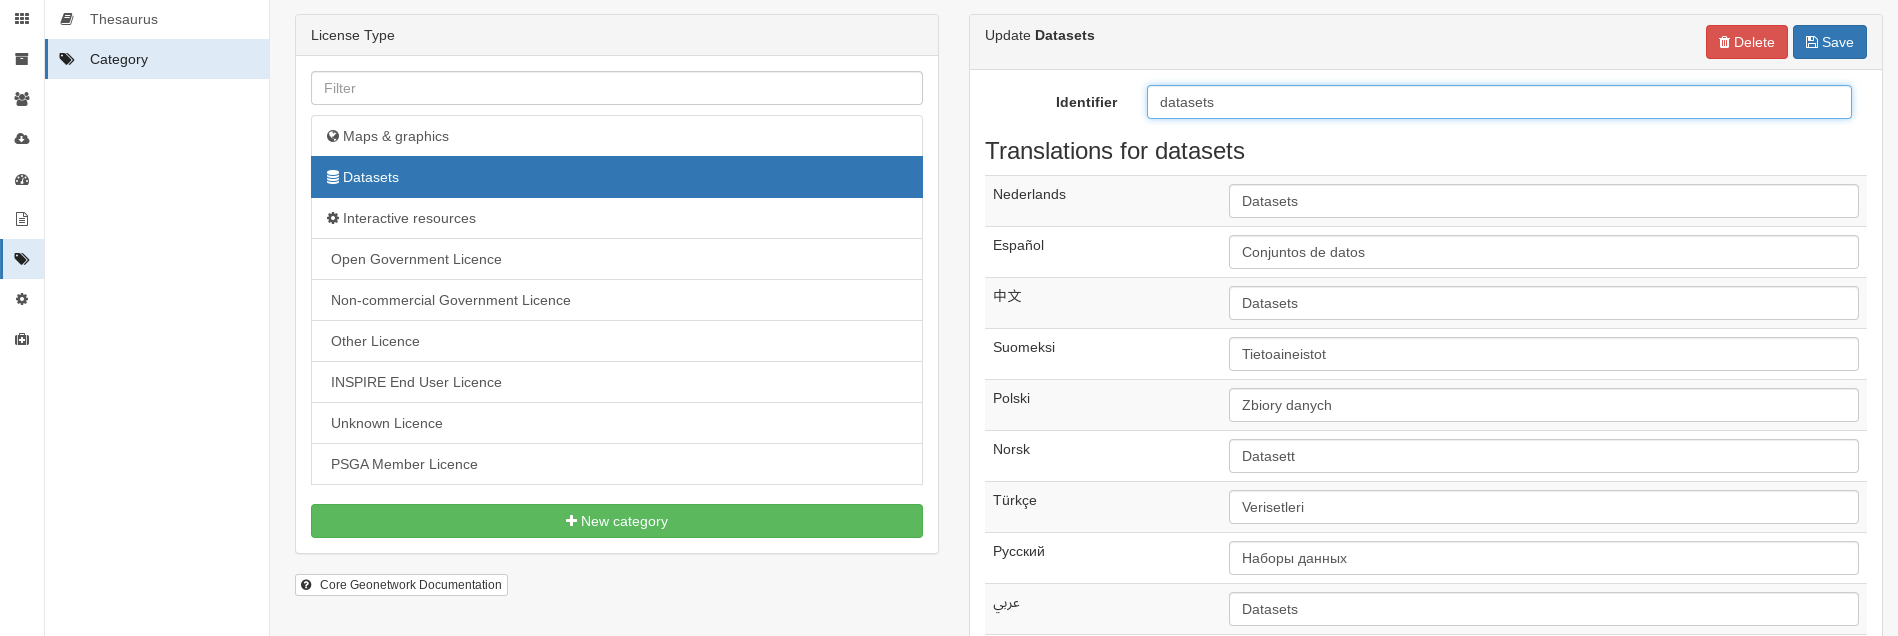 Thesaurus
Category
License Type
Filter
Maps & graphics
Datasets
Interactive resources
Open Government Licence
Non-commercial Government Licence
Other Licence
INSPIRE End User Licence
Unknown Licence
PSGA Member Licence
New category
Core Geonetwork Documentation
Update Datasets
Delete
Save
Identifier
datasets
Translations for datasets
Nederlands
Datasets
Español
Conjuntos de datos
中文
Datasets
Suomeksi
Tietoaineistot
Polski
Zbiory danych
Norsk
Datasett
Türkçe
Verisetleri
Русский
Наборы данных
عربي
Datasets